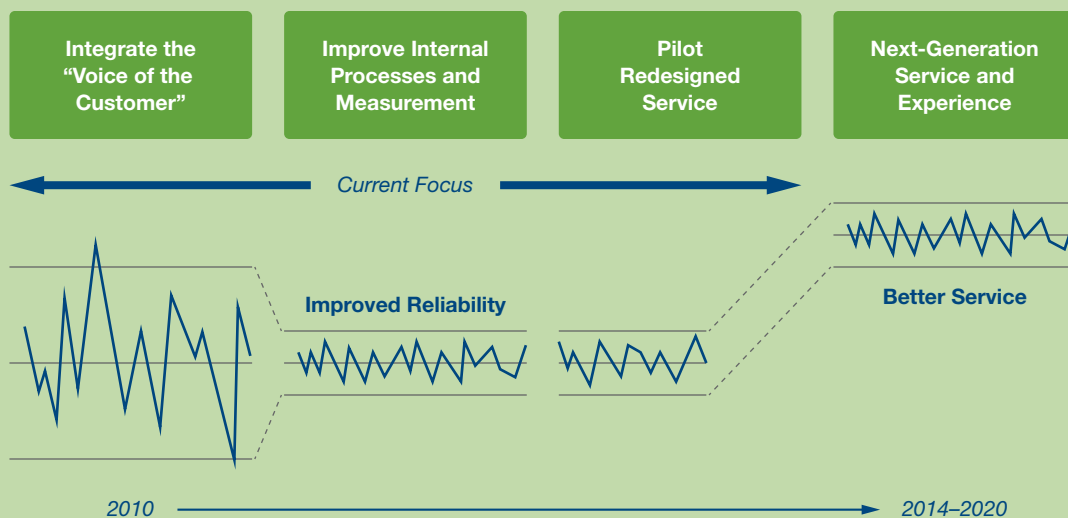 Integrate the
“Voice of the
Customer”
Improve Internal
Processes and
Measurement
Pilot
Redesigned
Service
Next-Generation
Service and
Experience
Current Focus
Improved Reliability
Better Service
2010
2014–2020